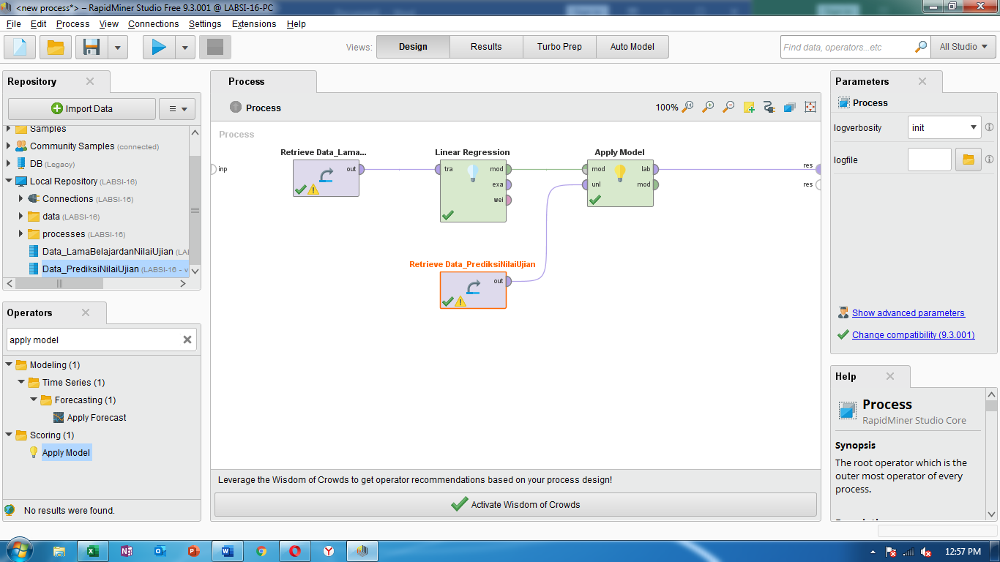 <new process*> – RapidMiner Studio Free 9.3.001 @ LABSI-16-PC
File Edit Process View Connections Settings Extensions Help
Views: Design Results Turbo Prep Auto Model
Find data, operators...etc
All Studio
Repository
Import Data
Samples
Community Samples (connected)
DB (Legacy)
Local Repository (LABSI-16)
Connections (LABSI-16)
data (LABSI-16)
processes (LABSI-16)
Data_LamaBelajardanNilaiUjian (LA
Data_PrediksiNilaiUjian (LABSI-16 - v
Operators
apply model
Modeling (1)
Time Series (1)
Forecasting (1)
Apply Forecast
Scoring (1)
Apply Model
No results were found.
Process
Process
100%
Process
inp
Retrieve Data_Lama...
out
Linear Regression
tra mod
exa
wei
Apply Model
mod lab
unl mod
res
res
Retrieve Data_PrediksiNilaiUjian
out
Leverage the Wisdom of Crowds to get operator recommendations based on your process design!
Activate Wisdom of Crowds
Parameters
Process
logverbosity init
logfile
Show advanced parameters
Change compatibility (9.3.001)
Help
Process
RapidMiner Studio Core
Synopsis
The root operator which is the
outer most operator of every
process.
12:57 PM